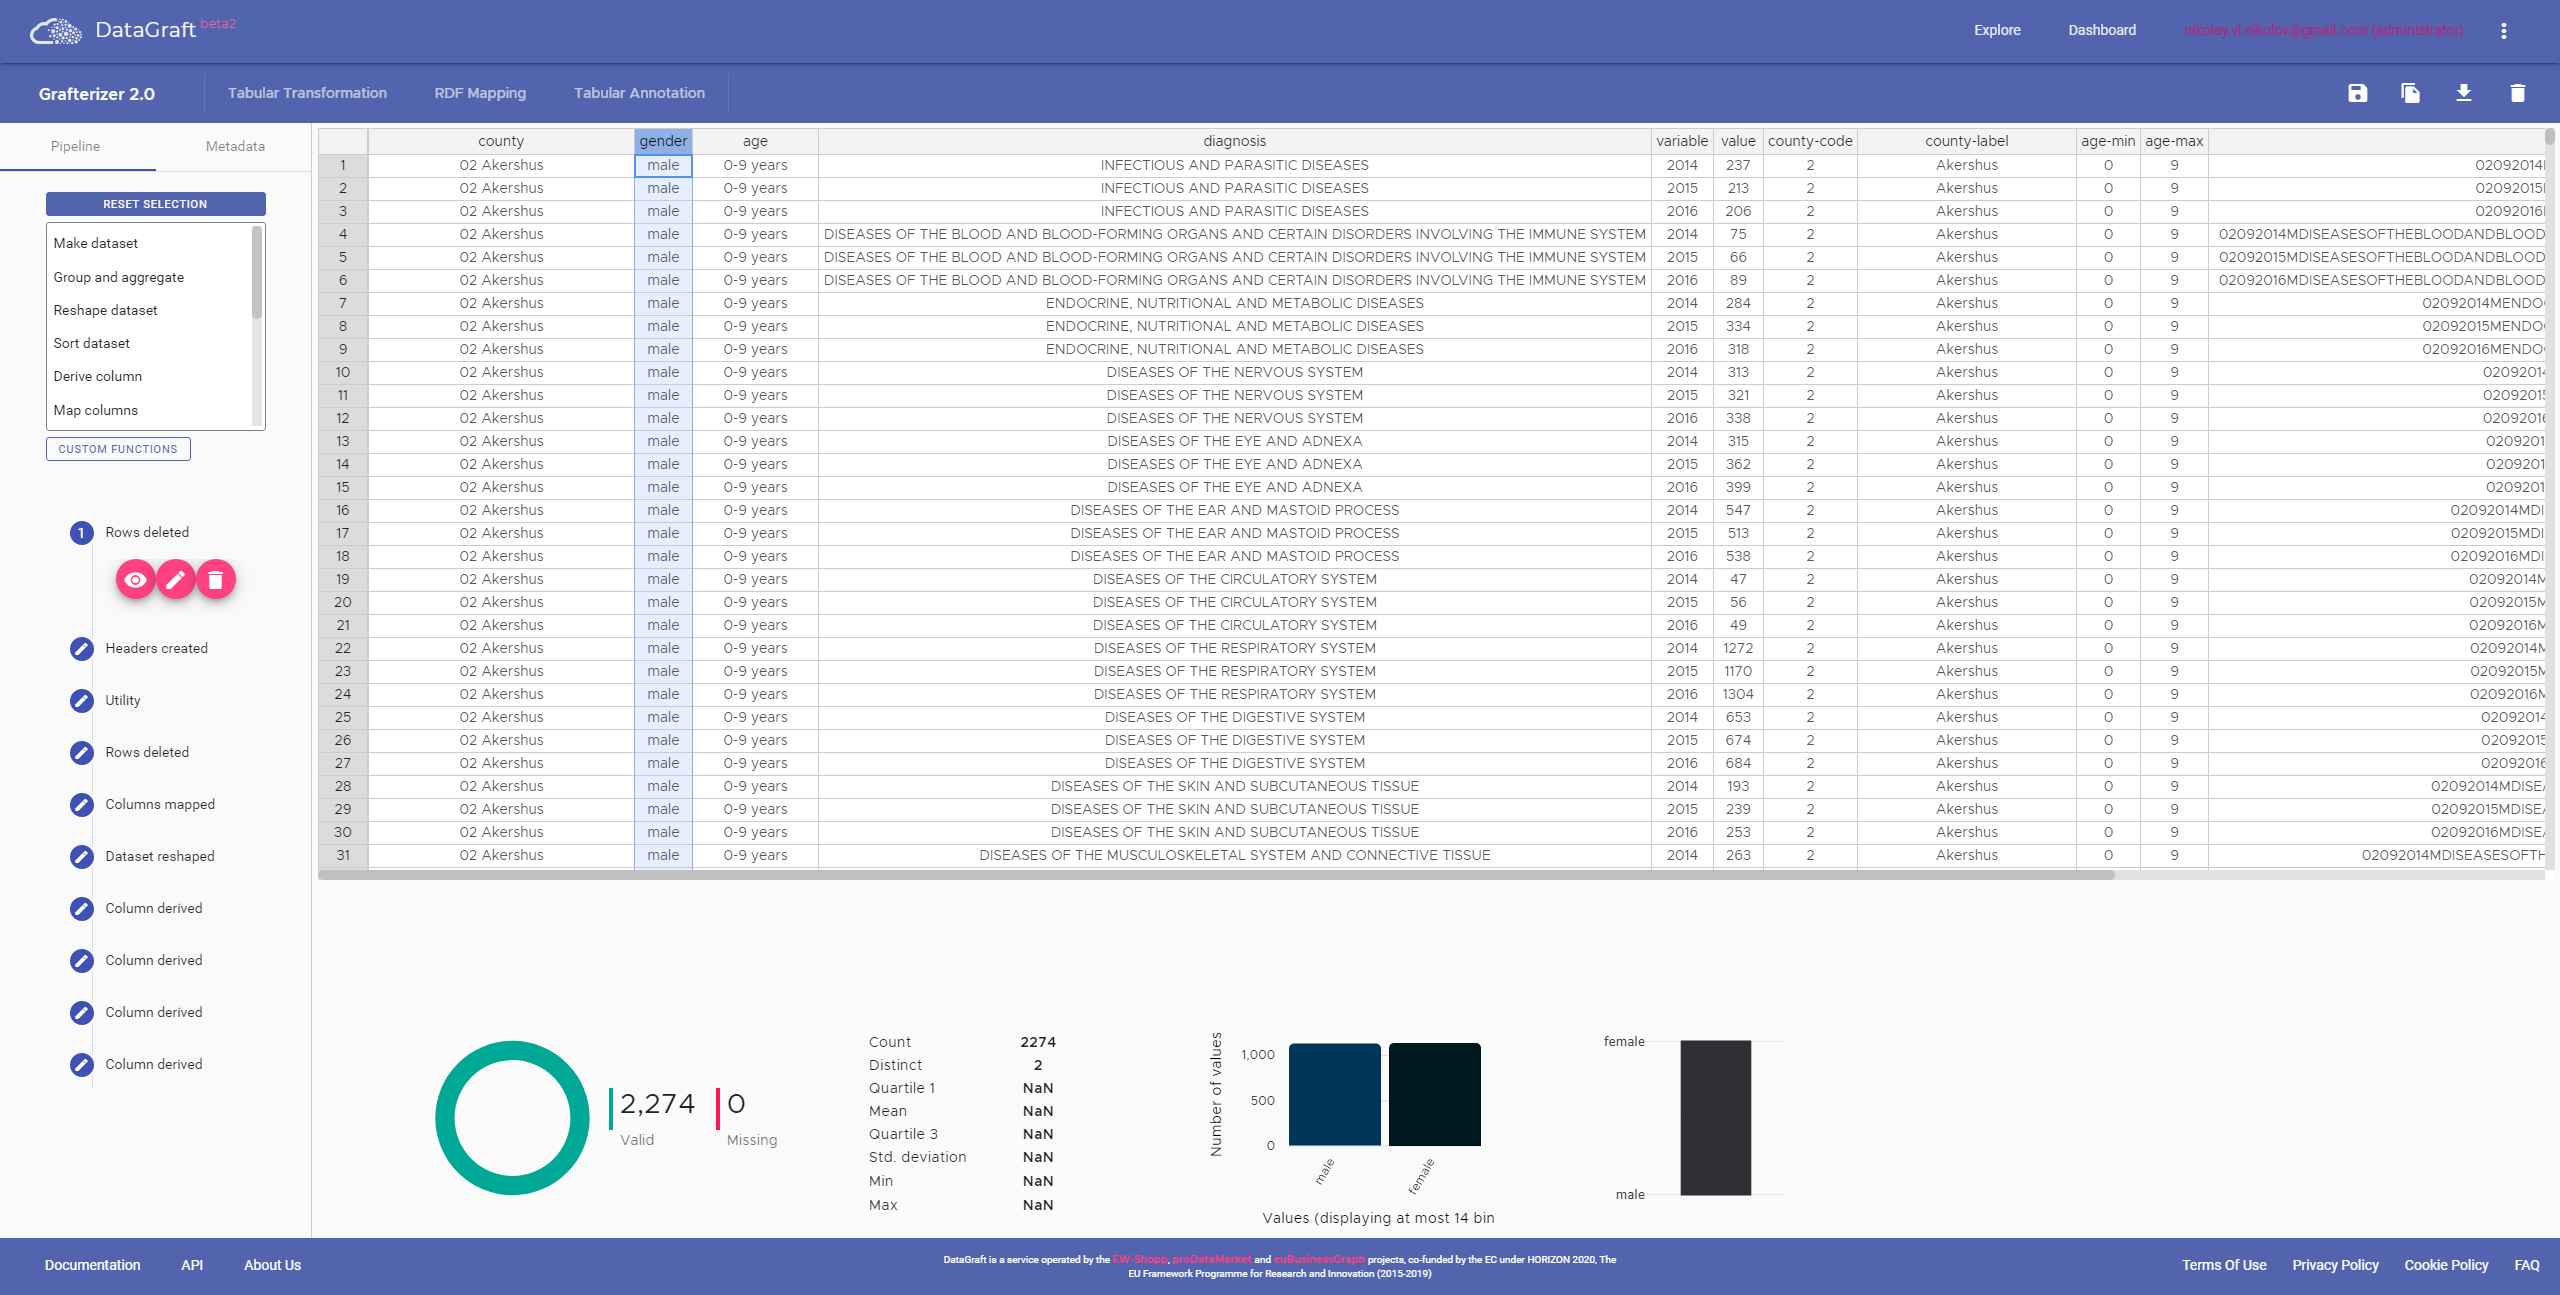 DataGraft beta2
Explore
Dashboard
nikolay.vl.nikolov@gmail.com (administrator)
Grafterizer 2.0
Tabular Transformation
RDF Mapping
Tabular Annotation
Pipeline
Metadata
RESET SELECTION
Make dataset
Group and aggregate
Reshape dataset
Sort dataset
Derive column
Map columns
CUSTOM FUNCTIONS
1 Rows deleted
Headers created
Utility
Rows deleted
Columns mapped
Dataset reshaped
Column derived
Column derived
Column derived
Column derived
county gender age diagnosis variable value county-code county-label age-min age-max
1 02 Akershus male 0-9 years INFECTIOUS AND PARASITIC DISEASES 2014 237 2 Akershus 0 9 02092014I
2 02 Akershus male 0-9 years INFECTIOUS AND PARASITIC DISEASES 2015 213 2 Akershus 0 9 02092015I
3 02 Akershus male 0-9 years INFECTIOUS AND PARASITIC DISEASES 2016 206 2 Akershus 0 9 02092016I
4 02 Akershus male 0-9 years DISEASES OF THE BLOOD AND BLOOD-FORMING ORGANS AND CERTAIN DISORDERS INVOLVING THE IMMUNE SYSTEM 2014 75 2 Akershus 0 9 02092014MDISEASESOFTHEBLOODANDBLOOD
5 02 Akershus male 0-9 years DISEASES OF THE BLOOD AND BLOOD-FORMING ORGANS AND CERTAIN DISORDERS INVOLVING THE IMMUNE SYSTEM 2015 66 2 Akershus 0 9 02092015MDISEASESOFTHEBLOODANDBLOOD
6 02 Akershus male 0-9 years DISEASES OF THE BLOOD AND BLOOD-FORMING ORGANS AND CERTAIN DISORDERS INVOLVING THE IMMUNE SYSTEM 2016 89 2 Akershus 0 9 02092016MDISEASESOFTHEBLOODANDBLOOD
7 02 Akershus male 0-9 years ENDOCRINE, NUTRITIONAL AND METABOLIC DISEASES 2014 284 2 Akershus 0 9 02092014MENDO
8 02 Akershus male 0-9 years ENDOCRINE, NUTRITIONAL AND METABOLIC DISEASES 2015 334 2 Akershus 0 9 02092015MENDO
9 02 Akershus male 0-9 years ENDOCRINE, NUTRITIONAL AND METABOLIC DISEASES 2016 318 2 Akershus 0 9 02092016MENDO
10 02 Akershus male 0-9 years DISEASES OF THE NERVOUS SYSTEM 2014 313 2 Akershus 0 9 02092014
11 02 Akershus male 0-9 years DISEASES OF THE NERVOUS SYSTEM 2015 321 2 Akershus 0 9 02092015
12 02 Akershus male 0-9 years DISEASES OF THE NERVOUS SYSTEM 2016 338 2 Akershus 0 9 02092016
13 02 Akershus male 0-9 years DISEASES OF THE EYE AND ADNEXA 2014 315 2 Akershus 0 9 0209201
14 02 Akershus male 0-9 years DISEASES OF THE EYE AND ADNEXA 2015 362 2 Akershus 0 9 0209201
15 02 Akershus male 0-9 years DISEASES OF THE EYE AND ADNEXA 2016 399 2 Akershus 0 9 0209201
16 02 Akershus male 0-9 years DISEASES OF THE EAR AND MASTOID PROCESS 2014 547 2 Akershus 0 9 02092014MDI
17 02 Akershus male 0-9 years DISEASES OF THE EAR AND MASTOID PROCESS 2015 513 2 Akershus 0 9 02092015MDI
18 02 Akershus male 0-9 years DISEASES OF THE EAR AND MASTOID PROCESS 2016 538 2 Akershus 0 9 02092016MDI
19 02 Akershus male 0-9 years DISEASES OF THE CIRCULATORY SYSTEM 2014 47 2 Akershus 0 9 02092014M
20 02 Akershus male 0-9 years DISEASES OF THE CIRCULATORY SYSTEM 2015 56 2 Akershus 0 9 02092015M
21 02 Akershus male 0-9 years DISEASES OF THE CIRCULATORY SYSTEM 2016 49 2 Akershus 0 9 02092016M
22 02 Akershus male 0-9 years DISEASES OF THE RESPIRATORY SYSTEM 2014 1272 2 Akershus 0 9 02092014M
23 02 Akershus male 0-9 years DISEASES OF THE RESPIRATORY SYSTEM 2015 1170 2 Akershus 0 9 02092015M
24 02 Akershus male 0-9 years DISEASES OF THE RESPIRATORY SYSTEM 2016 1304 2 Akershus 0 9 02092016M
25 02 Akershus male 0-9 years DISEASES OF THE DIGESTIVE SYSTEM 2014 653 2 Akershus 0 9 02092014
26 02 Akershus male 0-9 years DISEASES OF THE DIGESTIVE SYSTEM 2015 674 2 Akershus 0 9 02092015
27 02 Akershus male 0-9 years DISEASES OF THE DIGESTIVE SYSTEM 2016 684 2 Akershus 0 9 02092016
28 02 Akershus male 0-9 years DISEASES OF THE SKIN AND SUBCUTANEOUS TISSUE 2014 193 2 Akershus 0 9 02092014MDISEA
29 02 Akershus male 0-9 years DISEASES OF THE SKIN AND SUBCUTANEOUS TISSUE 2015 239 2 Akershus 0 9 02092015MDISEA
30 02 Akershus male 0-9 years DISEASES OF THE SKIN AND SUBCUTANEOUS TISSUE 2016 253 2 Akershus 0 9 02092016MDISEA
31 02 Akershus male 0-9 years DISEASES OF THE MUSCULOSKELETAL SYSTEM AND CONNECTIVE TISSUE 2014 263 2 Akershus 0 9 02092014MDISEASESOFTH
2,274
Valid
0
Missing
Count 2274
Distinct 2
Quartile 1 NaN
Mean NaN
Quartile 3 NaN
Std. deviation NaN
Min NaN
Max NaN
Number of values
1,000
500
0
male
female
Values (displaying at most 14 bin
female
male
Documentation
API
About Us
DataGraft is a service operated by the EW-Shopp, proDataMarket and euBusinessGraph projects, co-funded by the EC under HORIZON 2020, The
EU Framework Programme for Research and Innovation (2015-2019)
Terms Of Use
Privacy Policy
Cookie Policy
FAQ